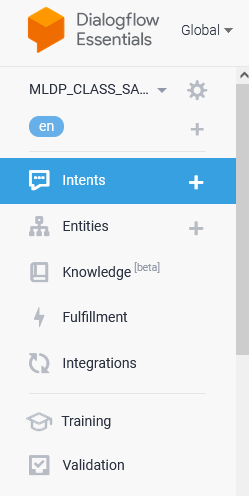 Dialogflow
Essentials
Global
MLDP_CLASS_SA...
en
Intents
Entities
Knowledge [beta]
Fulfillment
Integrations
Training
Validation